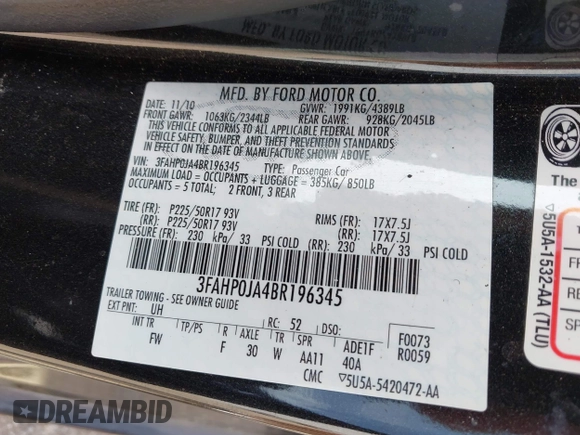 MFD. BY FORD MOTOR CO.
DATE: 11/10 GVWR: 1991KG/4389LB
FRONT GAWR: 1063KG/2344LB REAR GAWR: 928KG/2045LB
THIS VEHICLE CONFORMS TO ALL APPLICABLE FEDERAL MOTOR
VEHICLE SAFETY, BUMPER, AND THEFT PREVENTION STANDARDS
IN EFFECT ON THE DATE OF MANUFACTURE SHOWN ABOVE.
VEHICLE: 3FAHP0JA4BR196345 TYPE: Passenger Car
MAXIMUM LOAD = OCCUPANTS + LUGGAGE = 385KG/ 850LB
OCCUPANTS = 5 TOTAL: 2 FRONT, 3 REAR
TIRE (FR): P225/50R17 93V RIMS (FR): 17X7.5J
(RR): P225/50R17 93V (RR): 17X7.5J
PRESSURE (FR): 230 kPa/ 33 PSI COLD (RR): 230 kPa/ 33 PSI COLD
3FAHP0JA4BR196345
TRAILER TOWING - SEE OWNER GUIDE
EXT PNT: UH RC: 52 DSO: F0073
INT TR TP/PS R AXLE TR SPR ADE1F R0059
FW F 30 W AA11 40A
CMC ▽5U5A-5420472-AA
The
▽5U5A-1532-AA (TLU)
FR
SP
DREAMBID